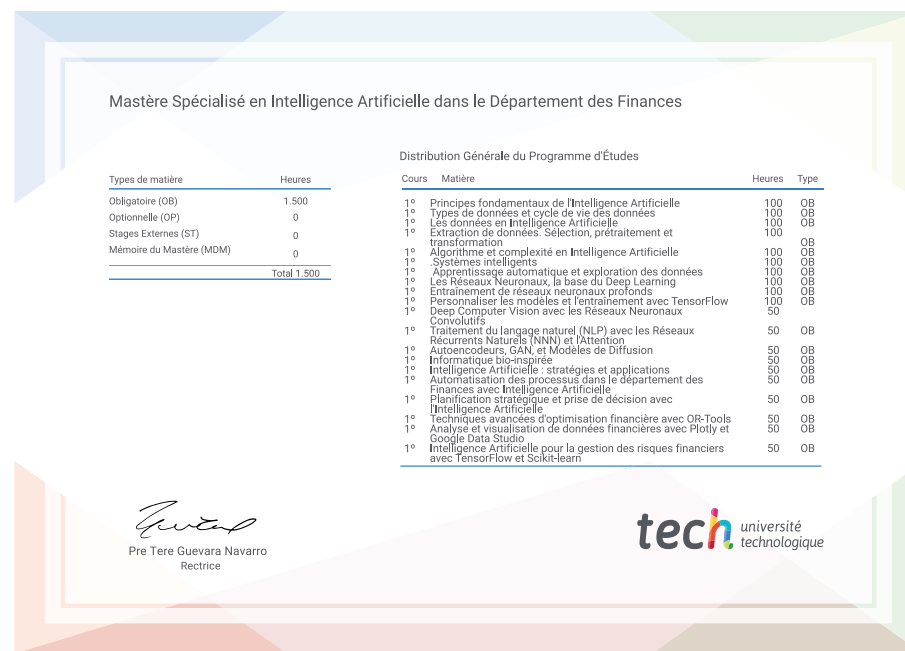 Mastère Spécialisé en Intelligence Artificielle dans le Département des Finances
Types de matière Heures
Obligatoire (OB) 1.500
Optionnelle (OP) 0
Stages Externes (ST) 0
Mémoire du Mastère (MDM) 0
Total 1.500
Distribution Générale du Programme d'Études
Cours Matière Heures Type
1º Principes fondamentaux de l'Intelligence Artificielle 100 OB
1º Types de données et cycle de vie des données 100 OB
1º Les données en Intelligence Artificielle 100 OB
1º Extraction de données. Sélection, prétraitement et 100
transformation OB
1º Algorithme et complexité en Intelligence Artificielle 100 OB
1º .Systèmes intelligents 100 OB
1º Apprentissage automatique et exploration des données 100 OB
1º Les Réseaux Neuronaux, la base du Deep Learning 100 OB
1º Entraînement de réseaux neuronaux profonds 100 OB
1º Personnaliser les modèles et l'entraînement avec TensorFlow 100 OB
1º Deep Computer Vision avec les Réseaux Neuronaux 50
Convolutifs
1º Traitement du langage naturel (NLP) avec les Réseaux 50 OB
Récurrents Naturels (NNN) et l'Attention
1º Autoencodeurs, GAN, et Modèles de Diffusion 50 OB
1º Informatique bio-inspirée 50 OB
1º Intelligence Artificielle : stratégies et applications 50 OB
1º Automatisation des processus dans le département des 50 OB
Finances avec Intelligence Artificielle
1º Planification stratégique et prise de décision avec 50 OB
l'Intelligence Artificielle
1º Techniques avancées d'optimisation financière avec OR-Tools 50 OB
1º Analyse et visualisation de données financières avec Plotly et 50 OB
Google Data Studio
1º Intelligence Artificielle pour la gestion des risques financiers 50 OB
avec TensorFlow et Scikit-learn
Pre Tere Guevara Navarro
Rectrice
tech université
technologique